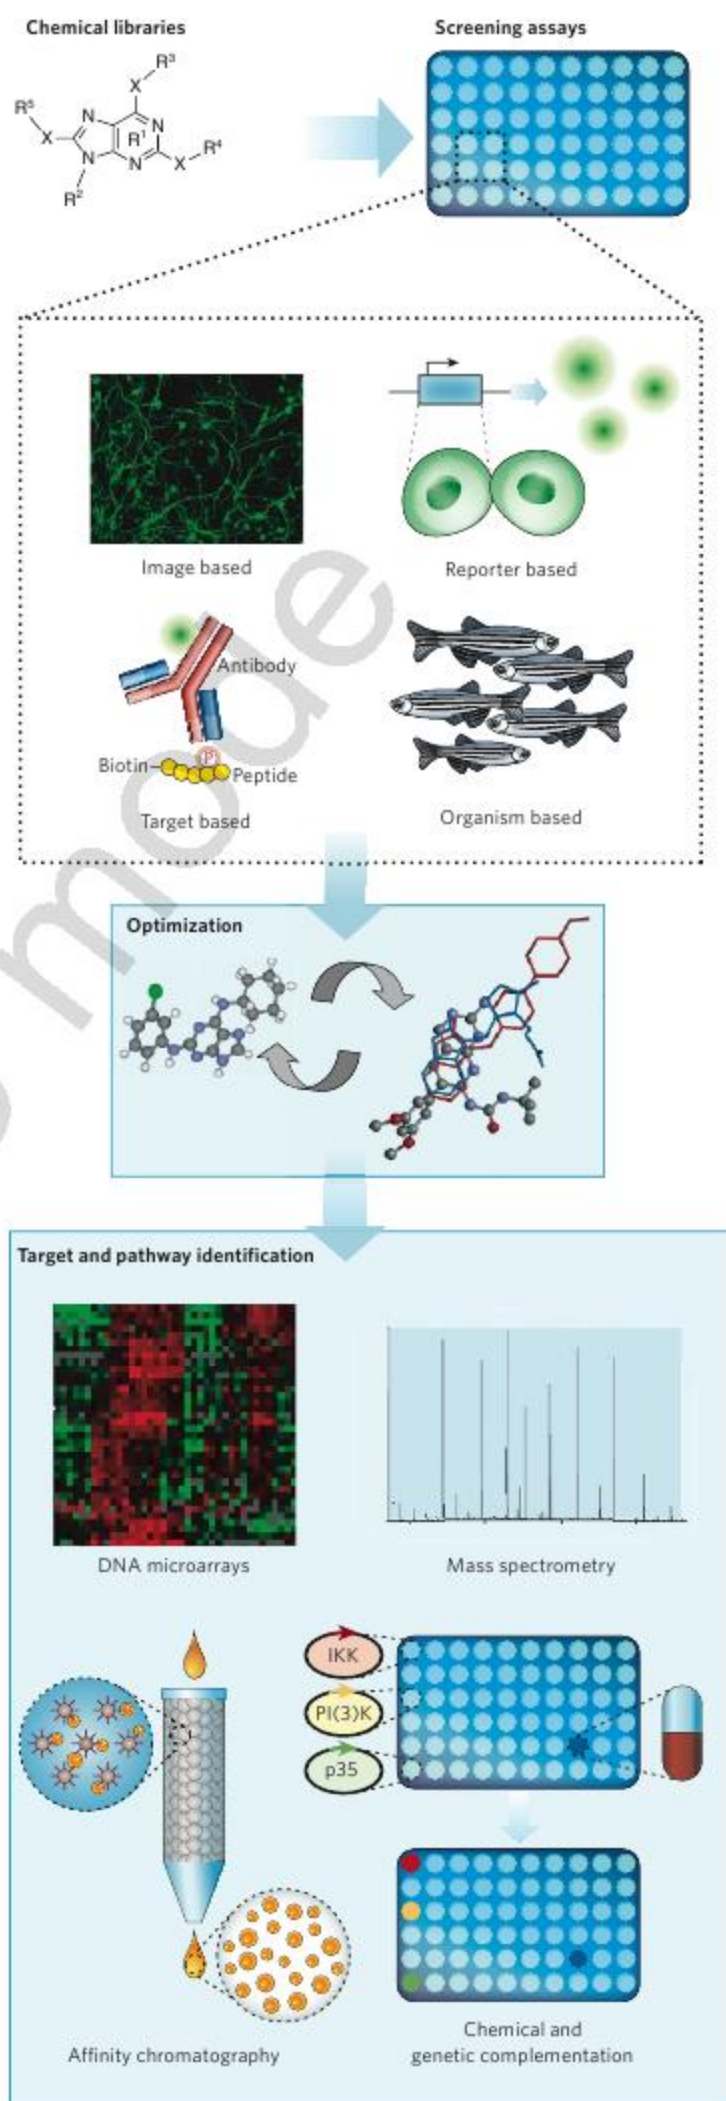 Chemical libraries
Screening assays
R³
X
R⁵
X
N
N
R¹
N
N
X
R⁴
R²
Image based
Reporter based
Antibody
Biotin
P
Peptide
Target based
Organism based
Optimization
Target and pathway identification
DNA microarrays
Mass spectrometry
IKK
PI(3)K
p35
Affinity chromatography
Chemical and
genetic complementation
mode